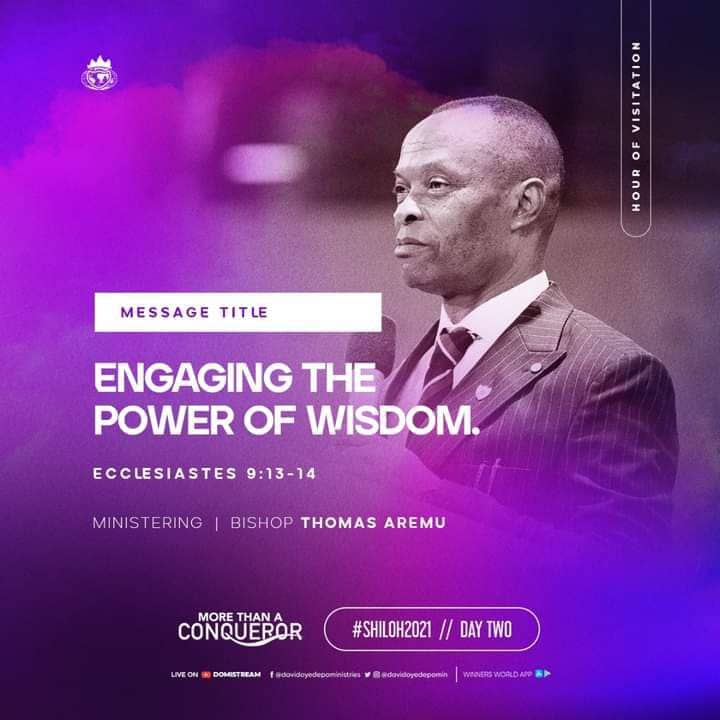 HOUR OF VISITATION
MESSAGE TITLE
ENGAGING THE
POWER OF WISDOM.
ECCLESIASTES 9:13-14
MINISTERING | BISHOP THOMAS AREMU
MORE THAN A
CONQUEROR
#SHILOH2021 // DAY TWO
LIVE ON DOMISTREAM @davidoyedepoministries @davidoyedepomin | WINNERS WORLD APP